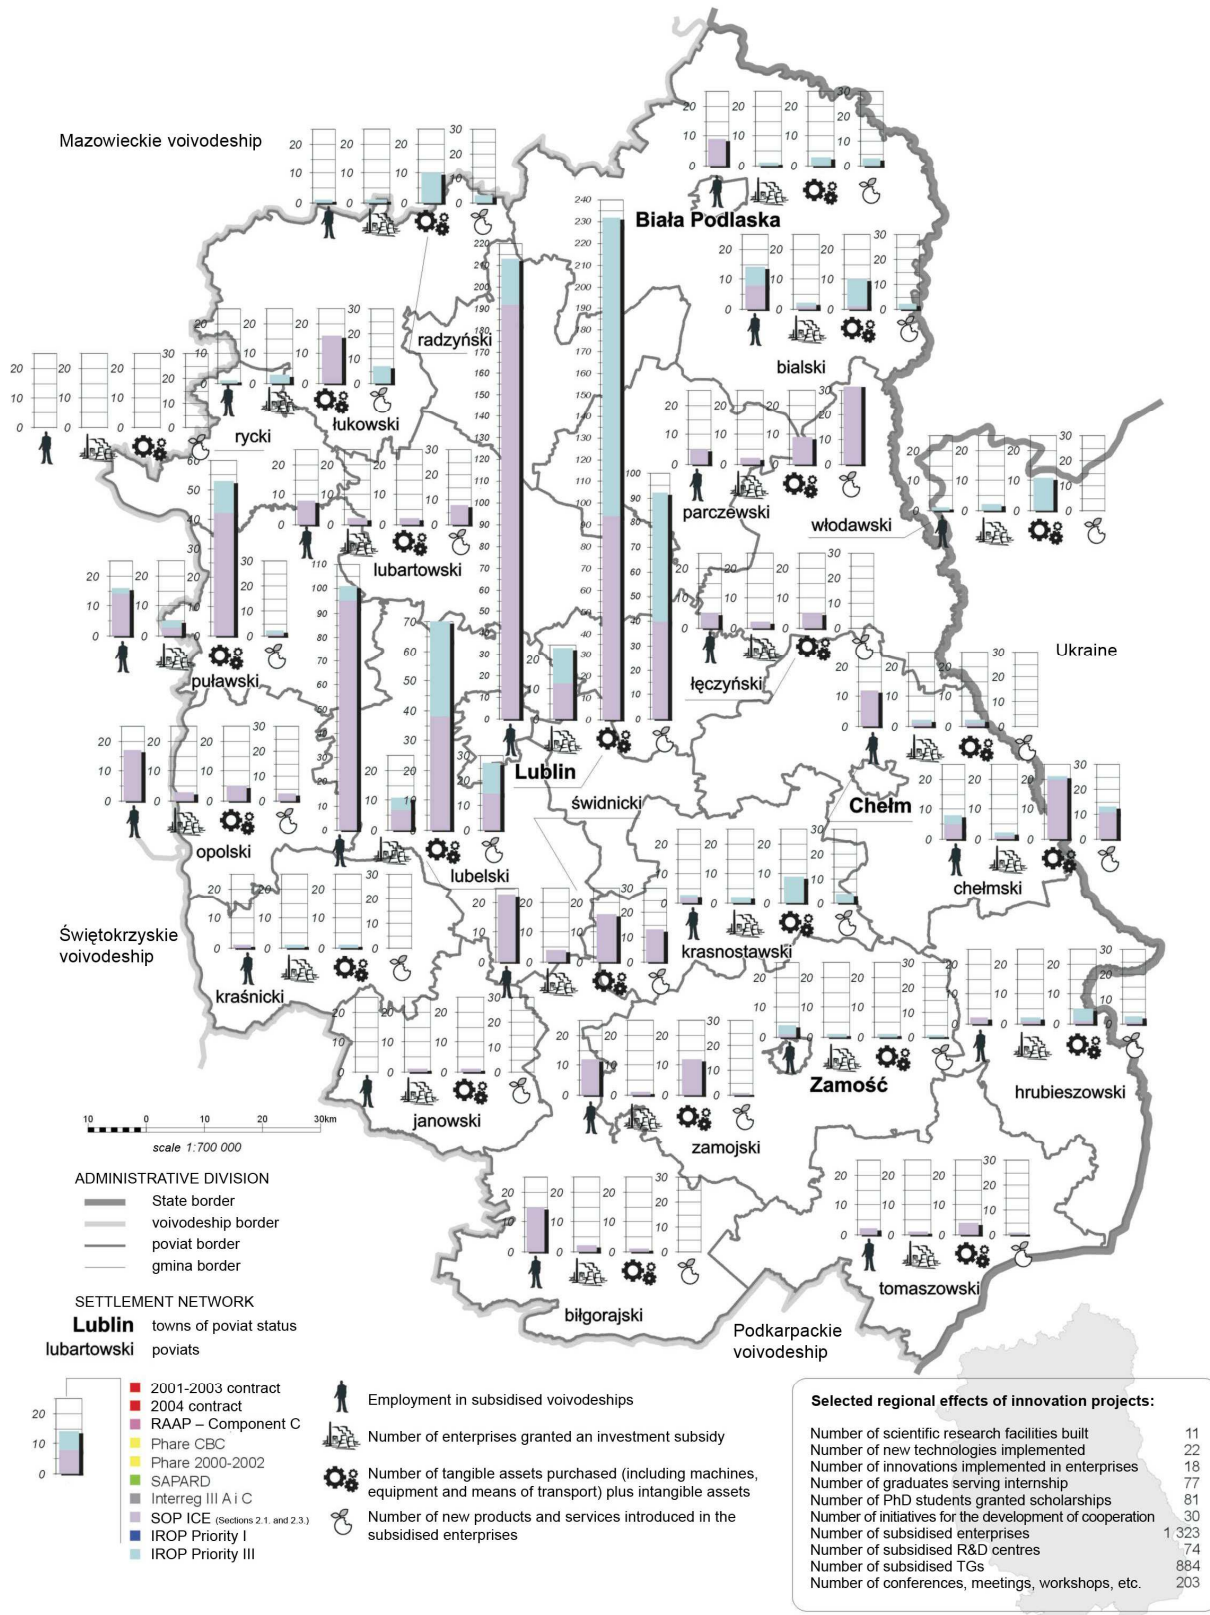 Mazowieckie voivodeship
Biała Podlaska
radzyński
bialski
łukowski
rycki
parczewski
włodawski
lubartowski
Ukraine
puławski
łęczyński
Lublin
świdnicki
Chełm
opolski
lubelski
chełmski
Świętokrzyskie
voivodeship
krasnostawski
kraśnicki
Zamość
hrubieszowski
janowski
zamojski
tomaszowski
biłgorajski
Podkarpackie
voivodeship
10 0 10 20 30km
scale 1:700 000
ADMINISTRATIVE DIVISION
State border
voivodeship border
poviat border
gmina border
SETTLEMENT NETWORK
Lublin towns of poviat status
lubartowski poviats
20
10
0
2001-2003 contract
2004 contract
RAAP – Component C
Phare CBC
Phare 2000-2002
SAPARD
Interreg III A i C
SOP ICE (Sections 2.1. and 2.3.)
IROP Priority I
IROP Priority III
Employment in subsidised voivodeships
Number of enterprises granted an investment subsidy
Number of tangible assets purchased (including machines,
equipment and means of transport) plus intangible assets
Number of new products and services introduced in the
subsidised enterprises
Selected regional effects of innovation projects:
Number of scientific research facilities built 11
Number of new technologies implemented 22
Number of innovations implemented in enterprises 18
Number of graduates serving internship 77
Number of PhD students granted scholarships 81
Number of initiatives for the development of cooperation 30
Number of subsidised enterprises 1 323
Number of subsidised R&D centres 74
Number of subsidised TGs 884
Number of conferences, meetings, workshops, etc. 203